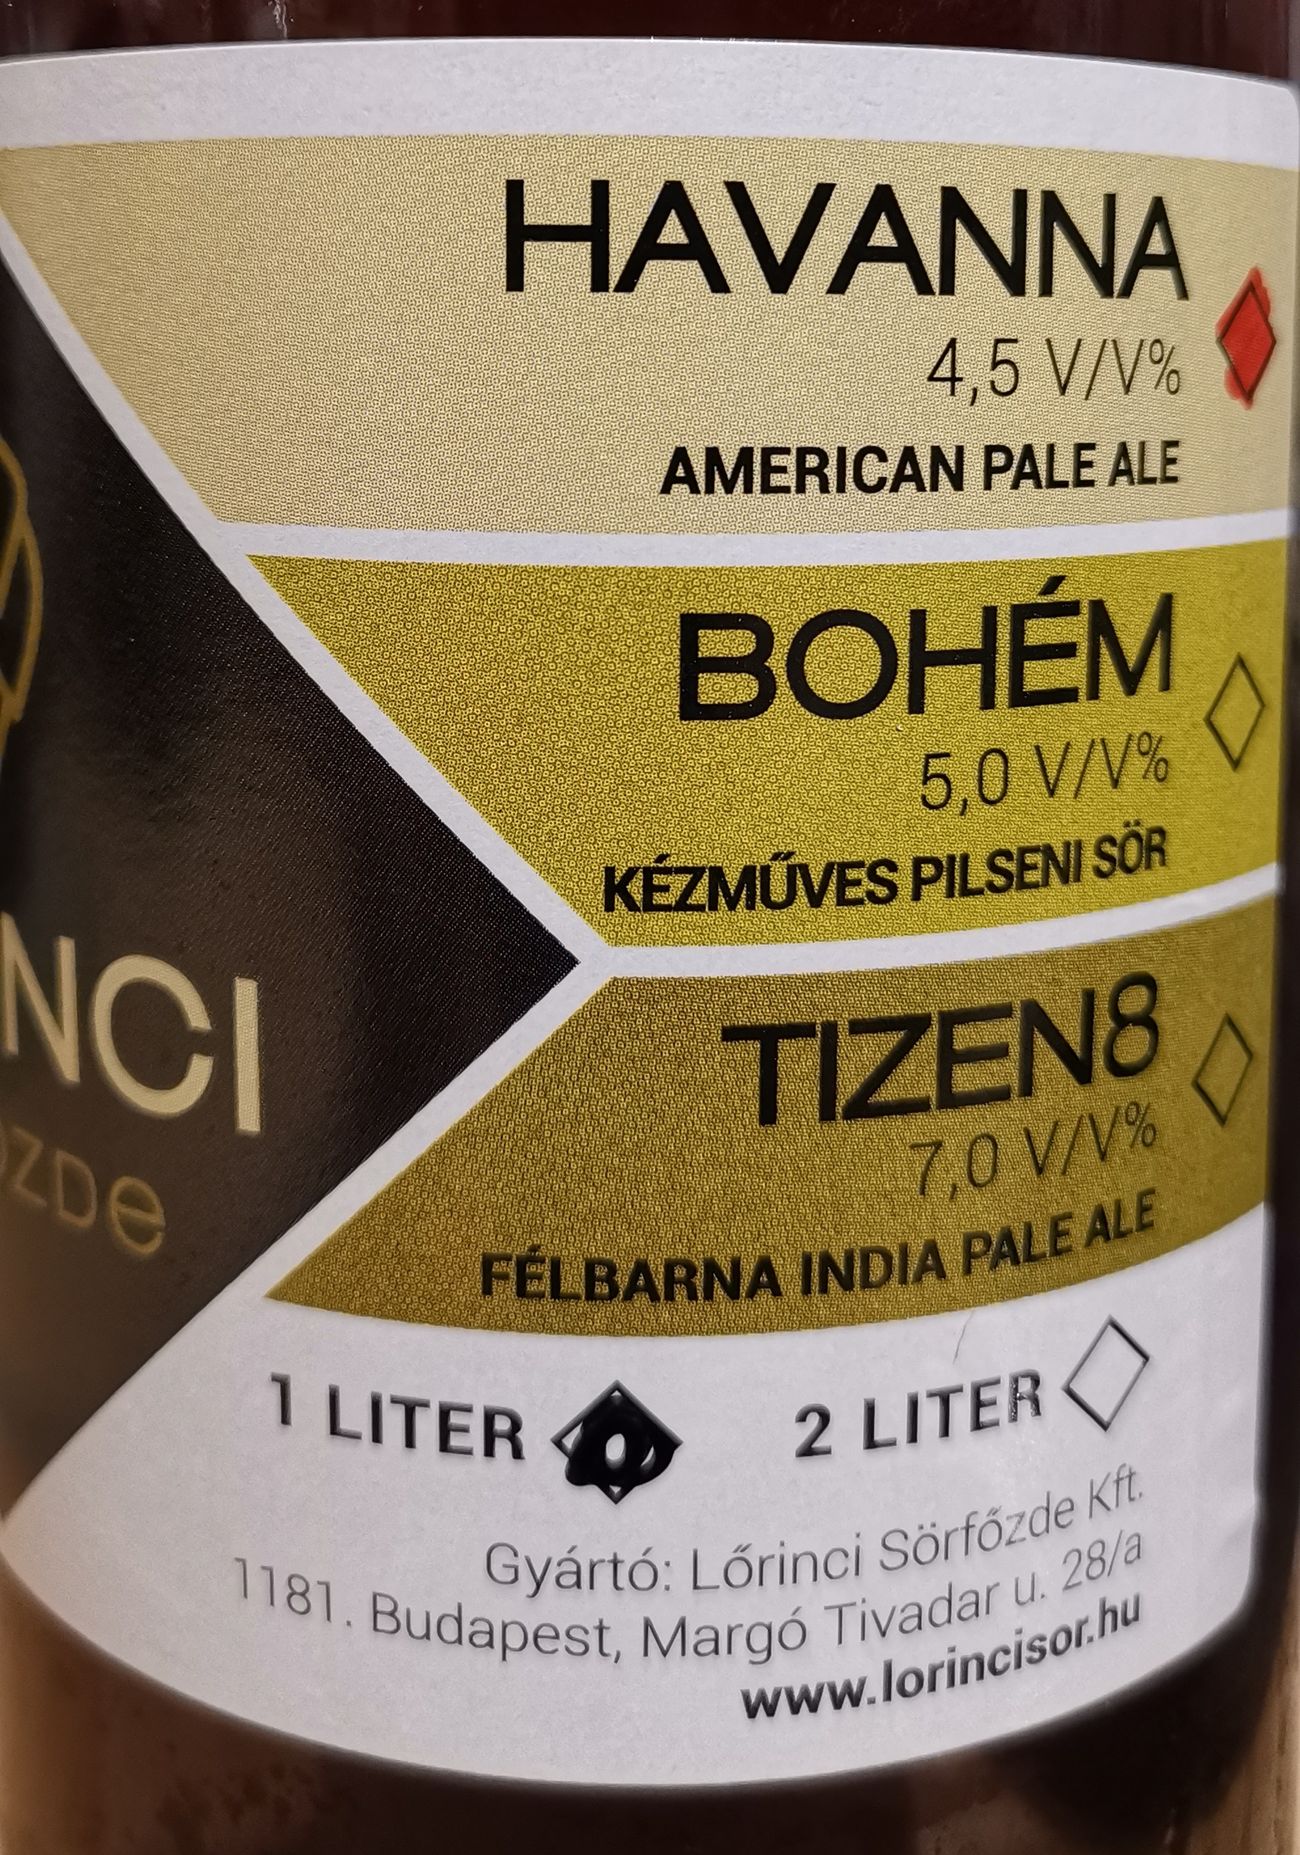 HAVANNA
4,5 V/V%
AMERICAN PALE ALE
BOHÉM
5,0 V/V%
KÉZMŰVES PILSENI SÖR
TIZEN8
7,0 V/V%
FÉLBARNA INDIA PALE ALE
1 LITER 2 LITER
Gyártó: Lőrinci Sörfőzde Kft.
1181. Budapest, Margó Tivadar u. 28/a
www.lorincisor.hu